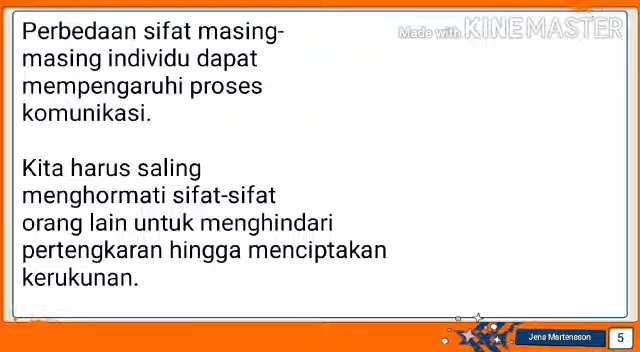 Perbedaan sifat masing-
masing individu dapat
mempengaruhi proses
komunikasi.
Kita harus saling
menghormati sifat-sifat
orang lain untuk menghindari
pertengkaran hingga menciptakan
kerukunan.
Made with KINEMASTER
Jens Martensson
5